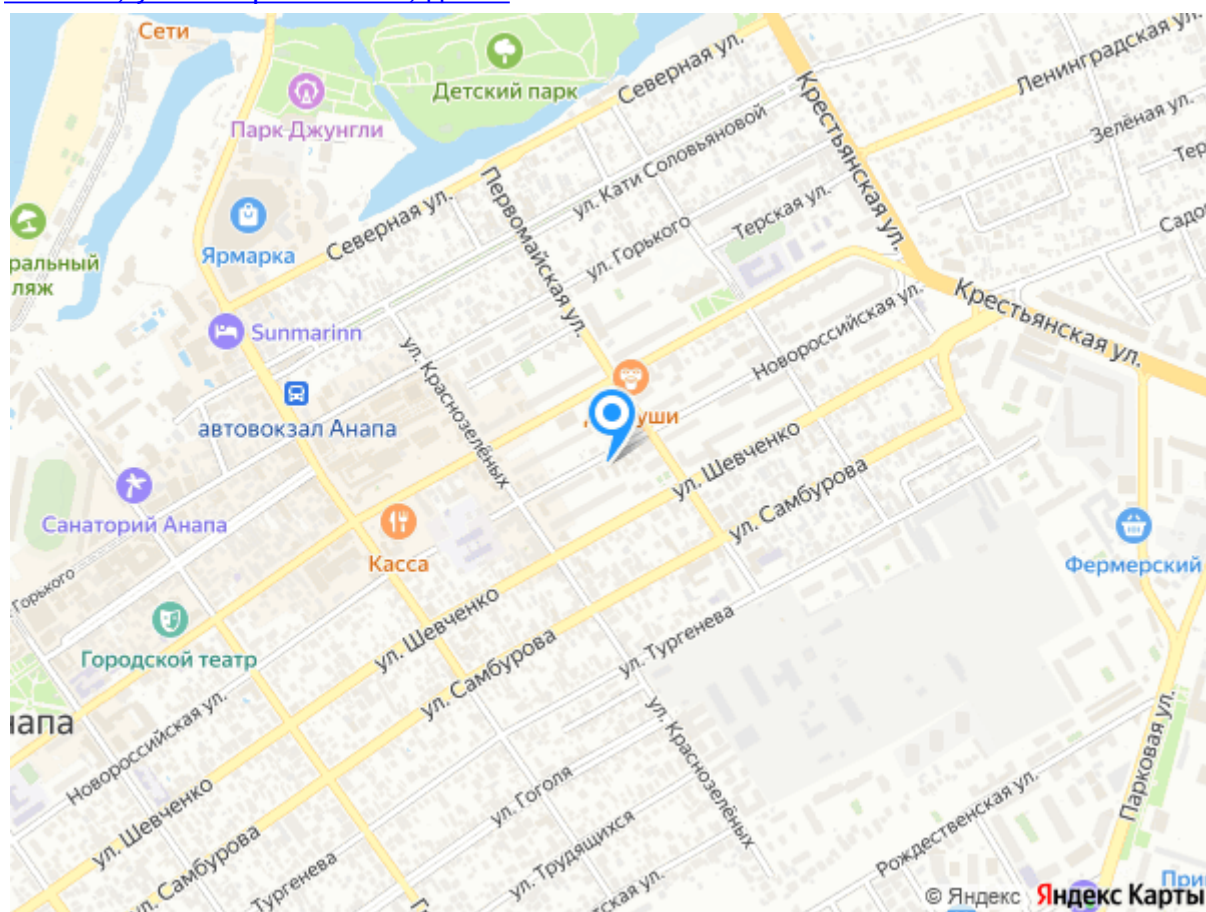 Сети
Детский парк
Северная ул.
Крестьянская ул.
Ленинградская ул.
Зелёная ул.
Тер
Парк Джунгли
ул. Кати Соловьяновой
Первомайская ул.
Северная ул.
Терская ул.
ул. Горького
Садо
Ярмарка
ральный
ляж
Крестьянская ул.
Новороссийская ул.
Sunmarinn
ул. Краснозелёных
автовокзал Анапа
уши
ул. Шевченко
ул. Самбурова
Санаторий Анапа
Касса
Фермерский
Горького
Городской театр
ул. Шевченко
ул. Самбурова
ул. Тургенева
напа
Новороссийская ул.
ул. Краснозелёных
Парковая ул.
ул. Гоголя
ул. Шевченко
ул. Трудящихся
Рождественская ул.
ул. Самбурова
Тургенева
ская ул.
При
© Яндекс Яндекс Карты